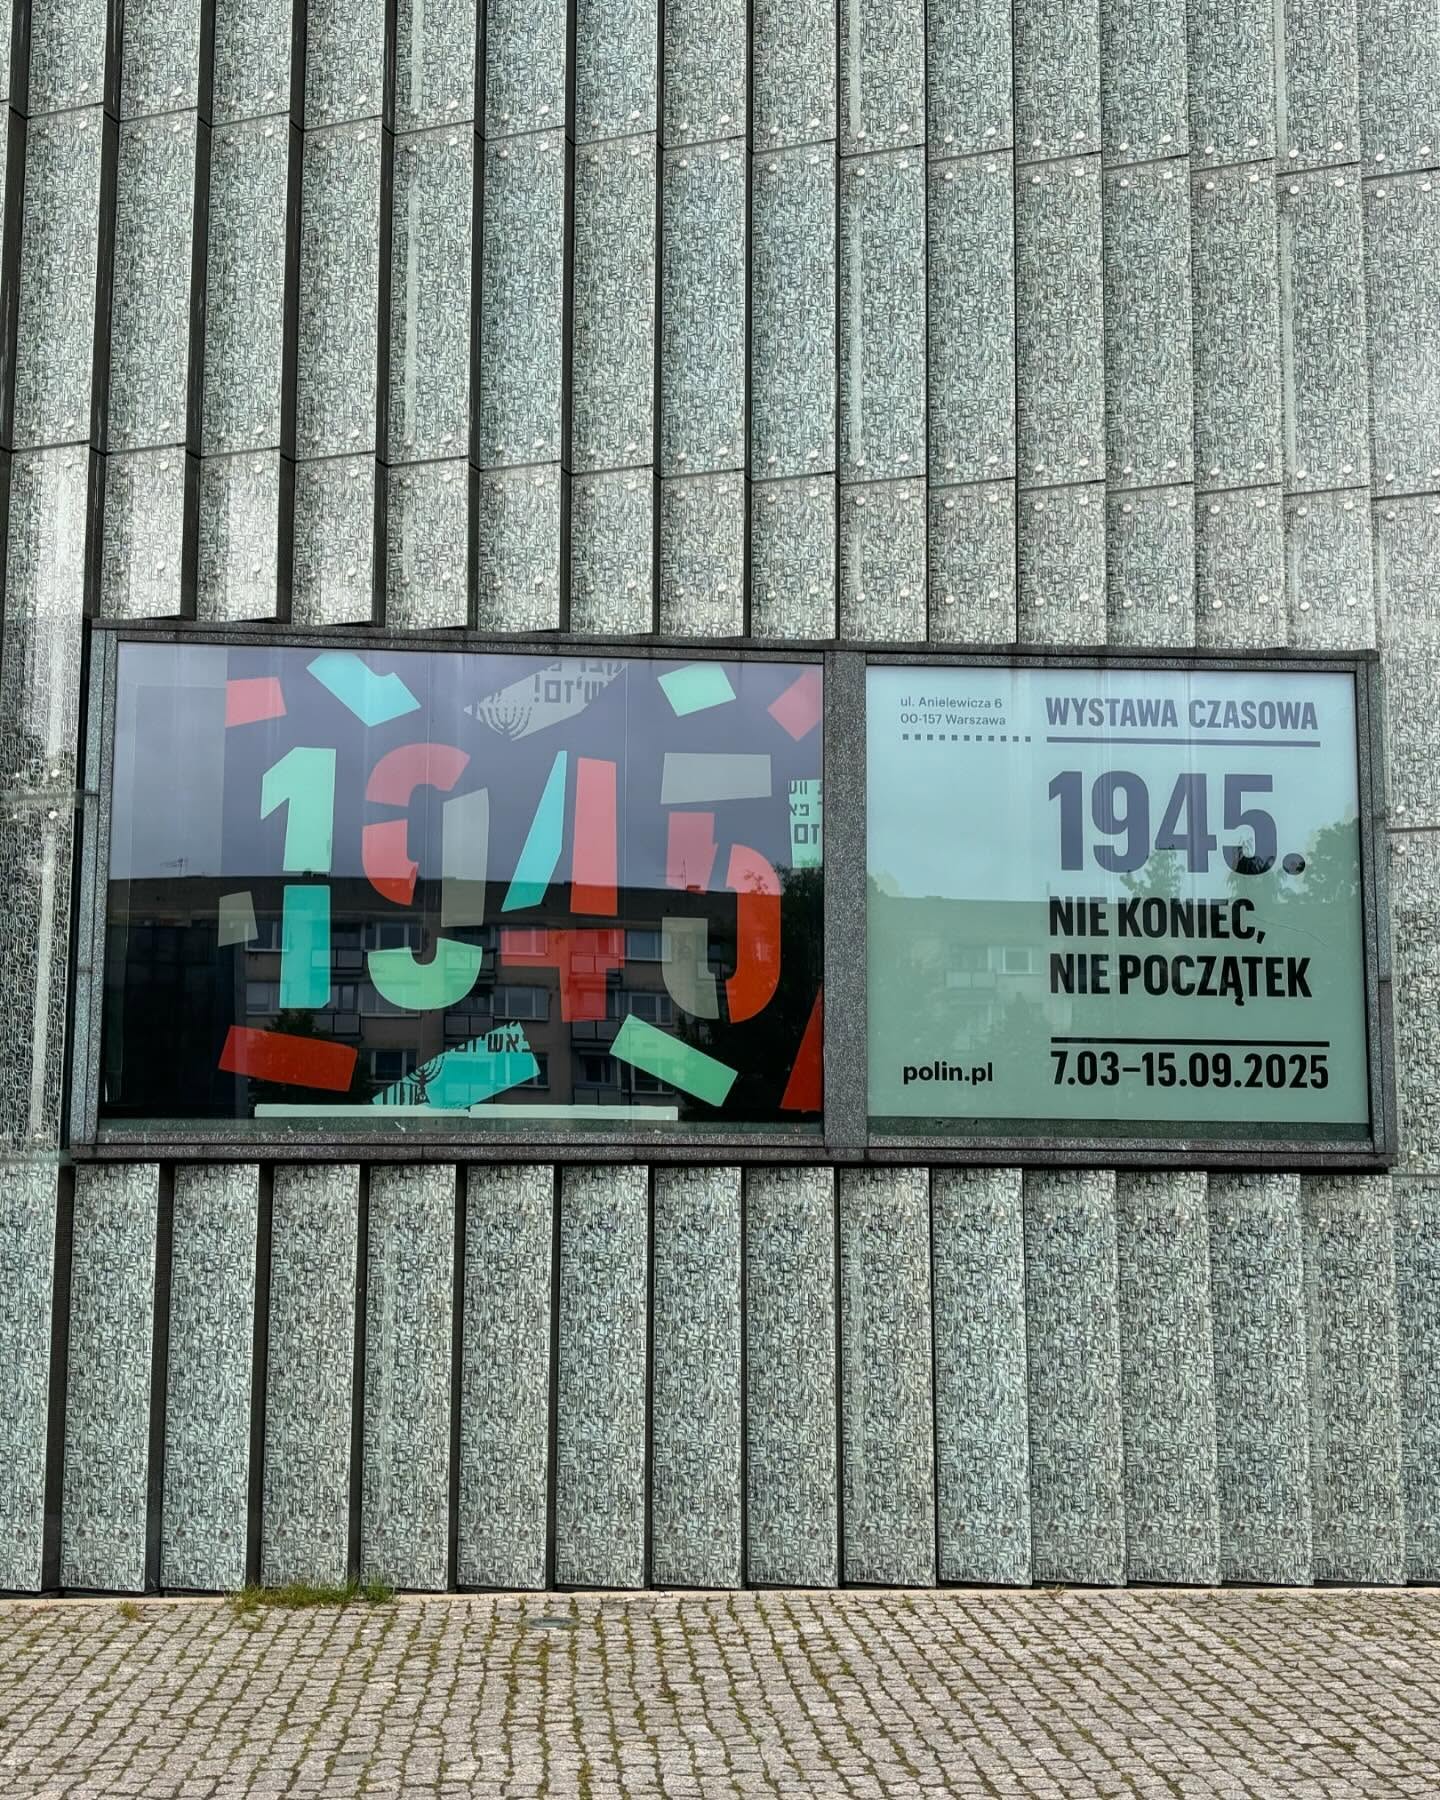 1945
פאשיזם
ul. Anielewicza 6
00-157 Warszawa
WYSTAWA CZASOWA
1945.
NIE KONIEC,
NIE POCZĄTEK
polin.pl
7.03–15.09.2025